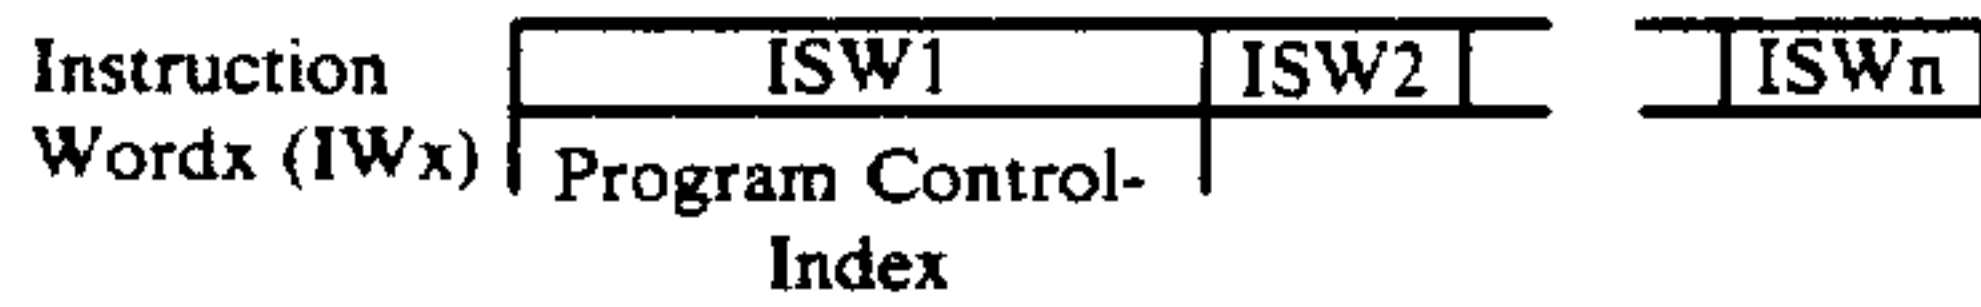 Instruction ISW1 ISW2 ISWn
Wordx (IWx) Program Control-
Index